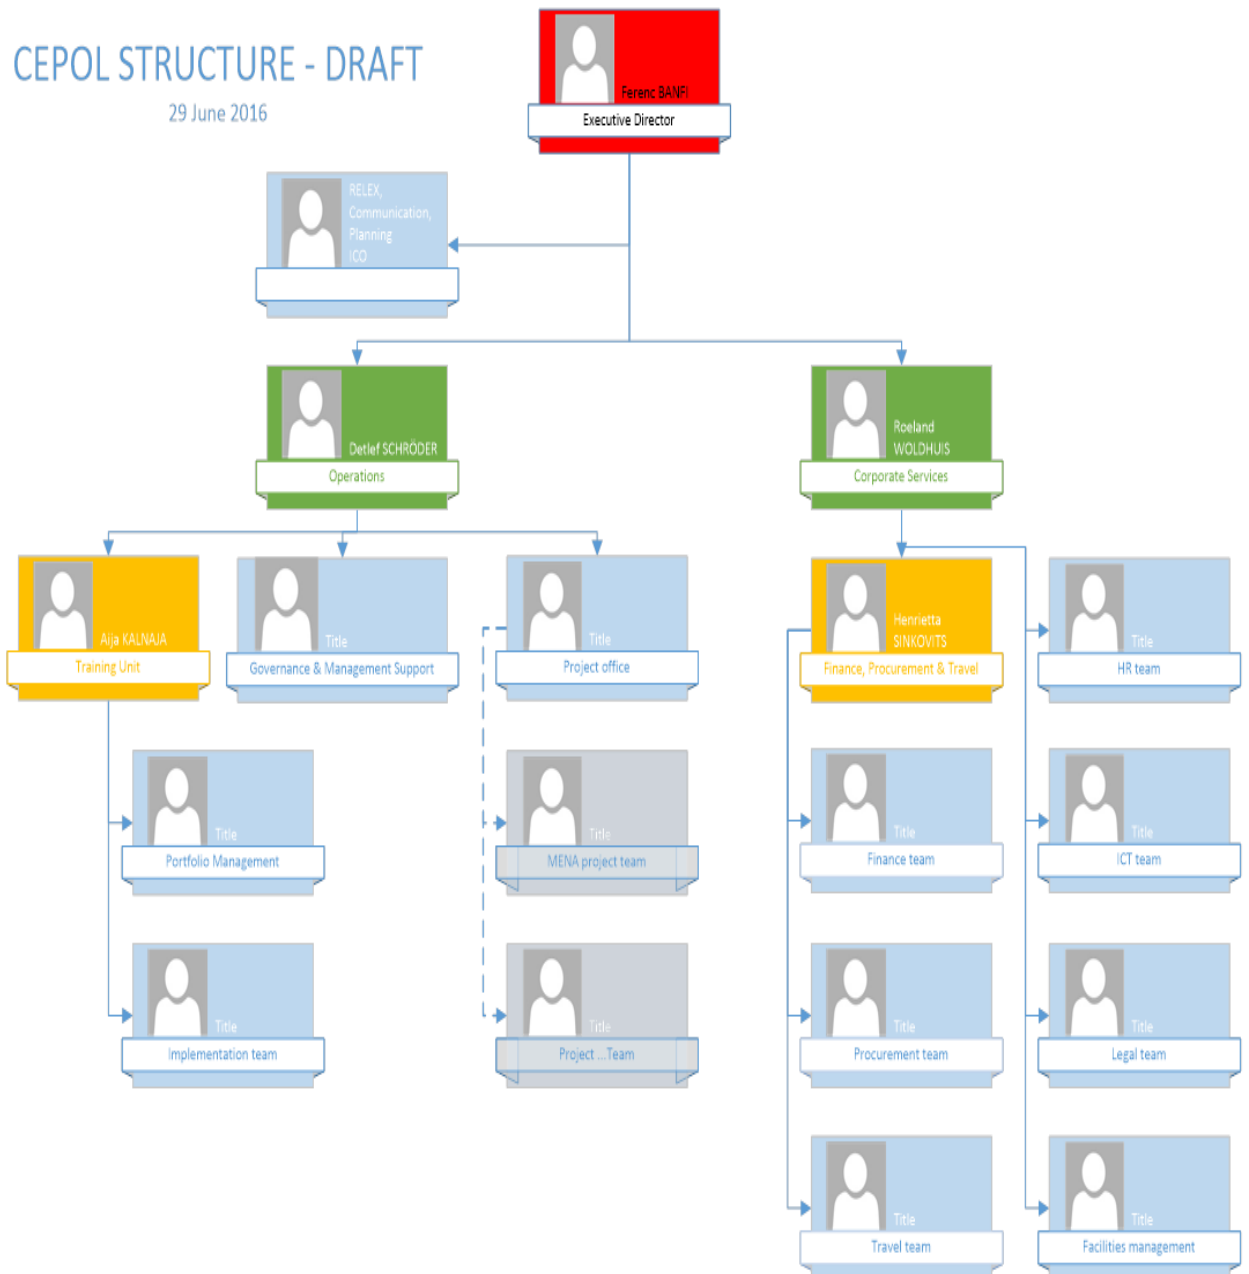 CEPOL STRUCTURE - DRAFT
29 June 2016
Ferenc BANFI
Executive Director
RELEX,
Communication,
Planning
ICO
Detlef SCHRÖDER
Operations
Roeland
WOLDHUIS
Corporate Services
Aija KALNAJA
Training Unit
Title
Governance & Management Support
Title
Project office
Henrietta
SINKOVITS
Finance, Procurement & Travel
Title
HR team
Title
Portfolio Management
Title
MENA project team
Title
Finance team
Title
ICT team
Title
Implementation team
Title
Project ...Team
Title
Procurement team
Title
Legal team
Title
Travel team
Title
Facilities management